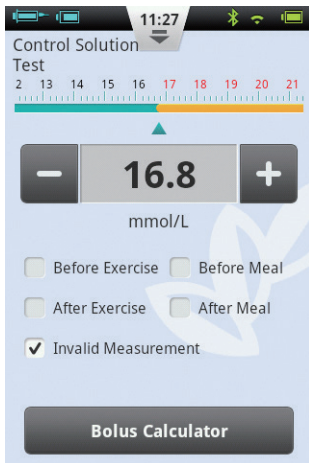 11:27
Control Solution
Test
2 13 14 15 16 17 18 19 20 21
16.8
mmol/L
Before Exercise Before Meal
After Exercise After Meal
Invalid Measurement
Bolus Calculator